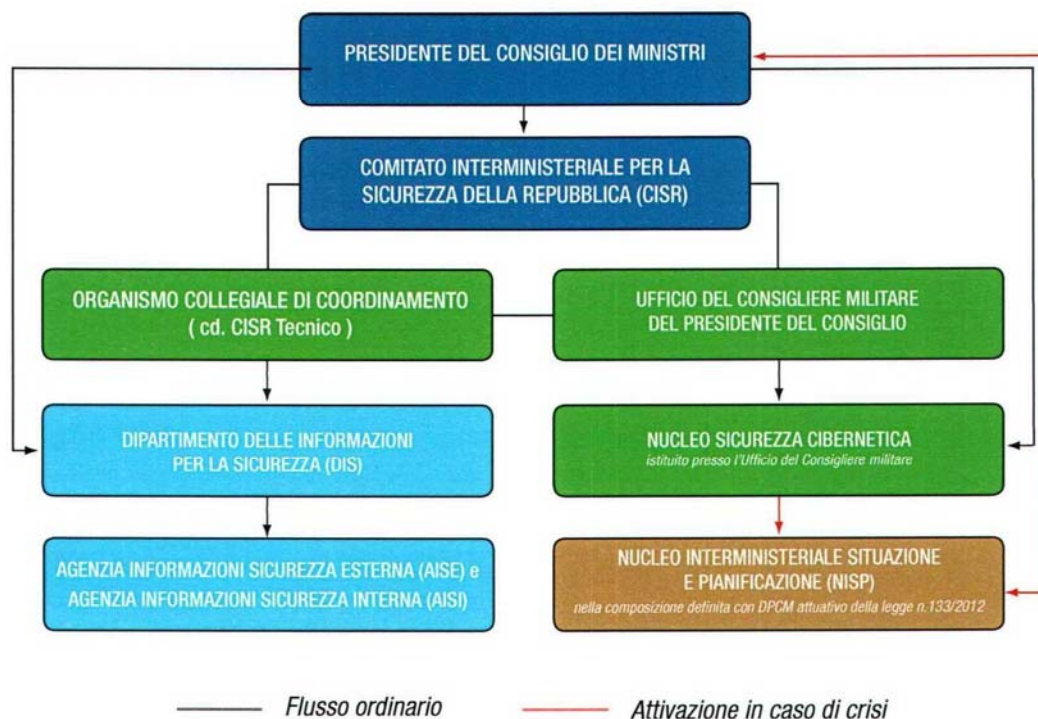 PRESIDENTE DEL CONSIGLIO DEI MINISTRI
COMITATO INTERMINISTERIALE PER LA
SICUREZZA DELLA REPUBBLICA (CISR)
ORGANISMO COLLEGIALE DI COORDINAMENTO
( cd. CISR Tecnico )
UFFICIO DEL CONSIGLIERE MILITARE
DEL PRESIDENTE DEL CONSIGLIO
DIPARTIMENTO DELLE INFORMAZIONI
PER LA SICUREZZA (DIS)
NUCLEO SICUREZZA CIBERNETICA
istituito presso l'Ufficio del Consigliere militare
AGENZIA INFORMAZIONI SICUREZZA ESTERNA (AISE) e
AGENZIA INFORMAZIONI SICUREZZA INTERNA (AISI)
NUCLEO INTERMINISTERIALE SITUAZIONE
E PIANIFICAZIONE (NISP)
nella composizione definita con DPCM attuativo della legge n.133/2012
Flusso ordinario
Attivazione in caso di crisi